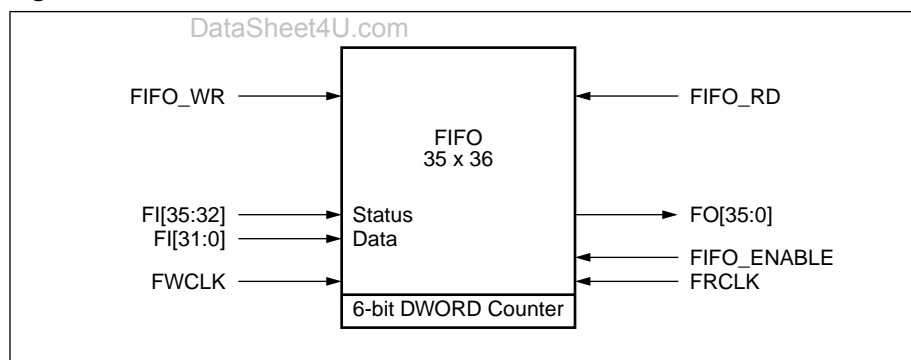 DataSheet4U.com
FIFO_WR
FIFO_RD
FIFO
35 x 36
FI[35:32]
Status
FO[35:0]
FI[31:0]
Data
FIFO_ENABLE
FWCLK
FRCLK
6-bit DWORD Counter